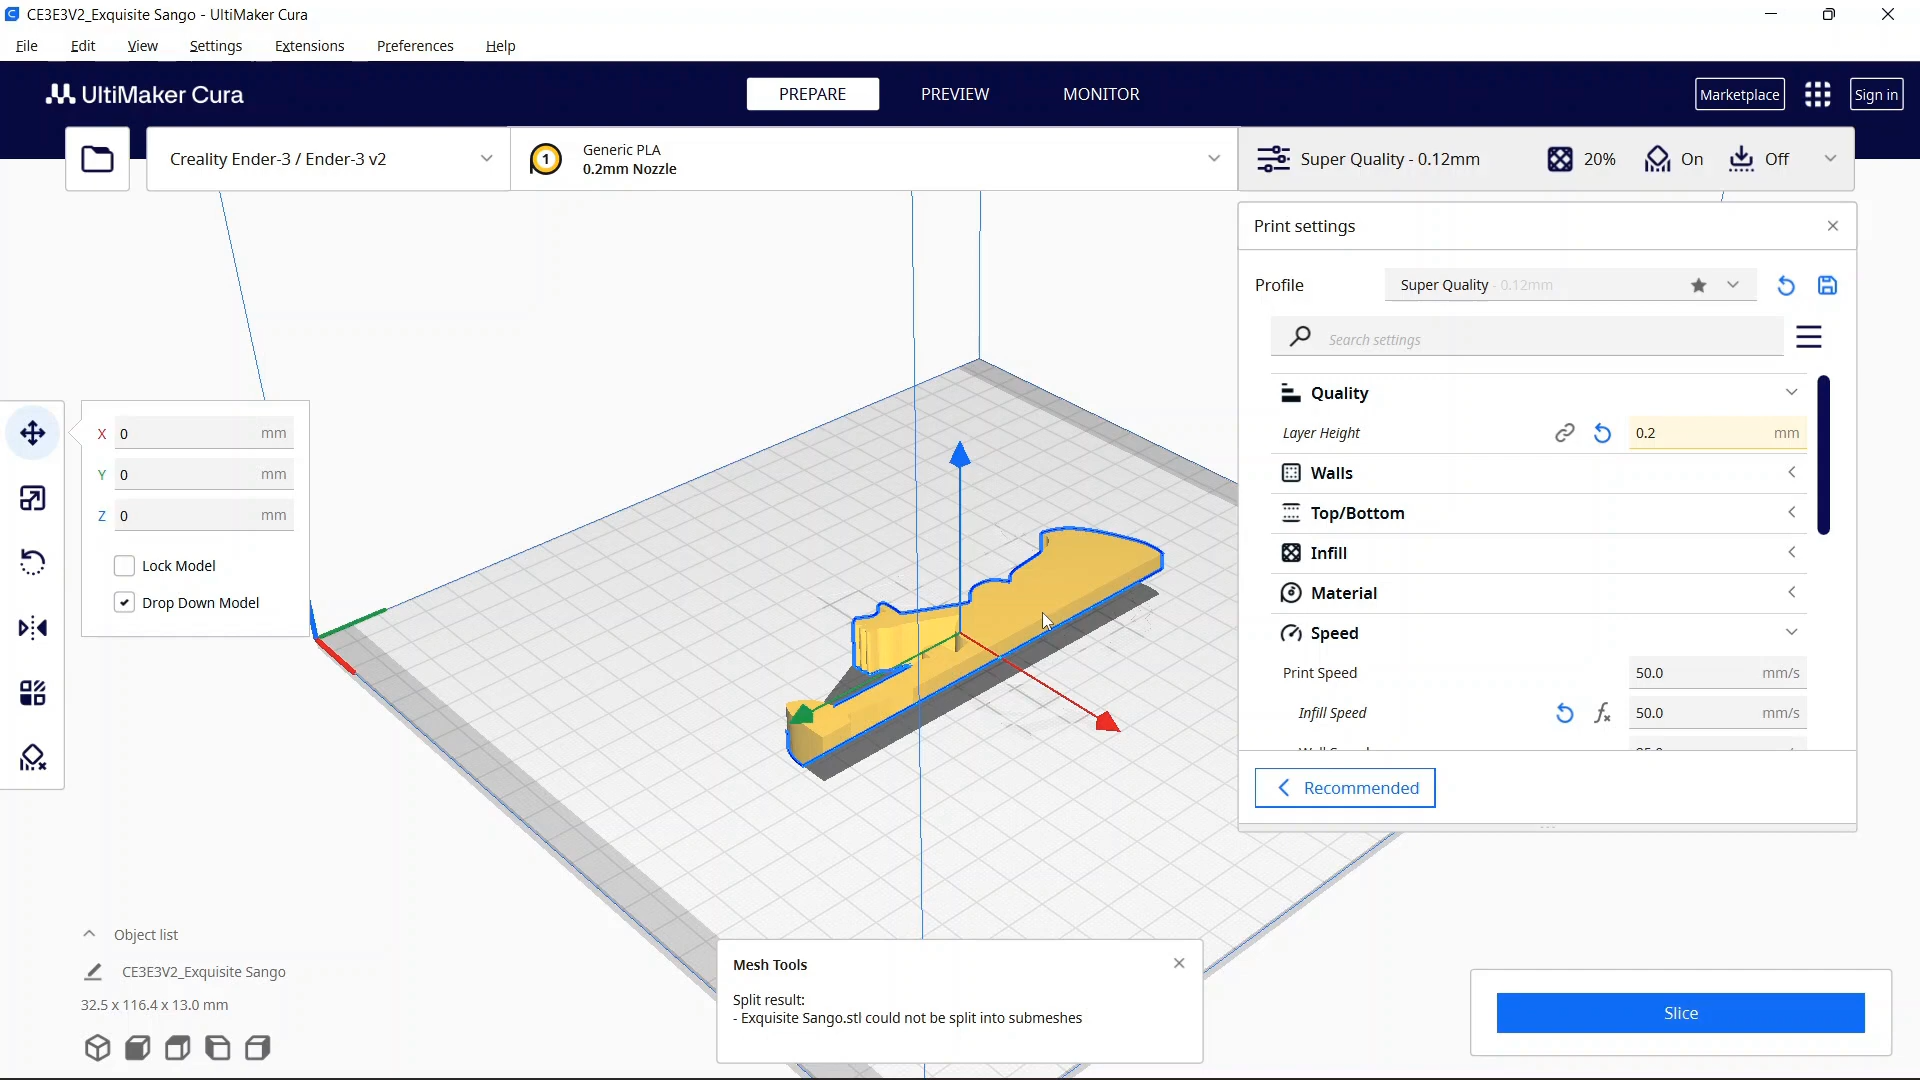 CE3E3V2_Exquisite Sango - UltiMaker Cura
File Edit View Settings Extensions Preferences Help
UltiMaker Cura
PREPARE PREVIEW MONITOR
Marketplace
Sign in
Creality Ender-3 / Ender-3 v2
1
Generic PLA
0.2mm Nozzle
Super Quality - 0.12mm 20% On Off
Print settings
Profile Super Quality - 0.12mm
Search settings
Quality
Layer Height 0.2 mm
Walls
Top/Bottom
Infill
Material
Speed
Print Speed 50.0 mm/s
Infill Speed 50.0 mm/s
Recommended
X 0 mm
Y 0 mm
Z 0 mm
Lock Model
Drop Down Model
Object list
CE3E3V2_Exquisite Sango
32.5 x 116.4 x 13.0 mm
Mesh Tools
Split result:
- Exquisite Sango.stl could not be split into submeshes
Slice